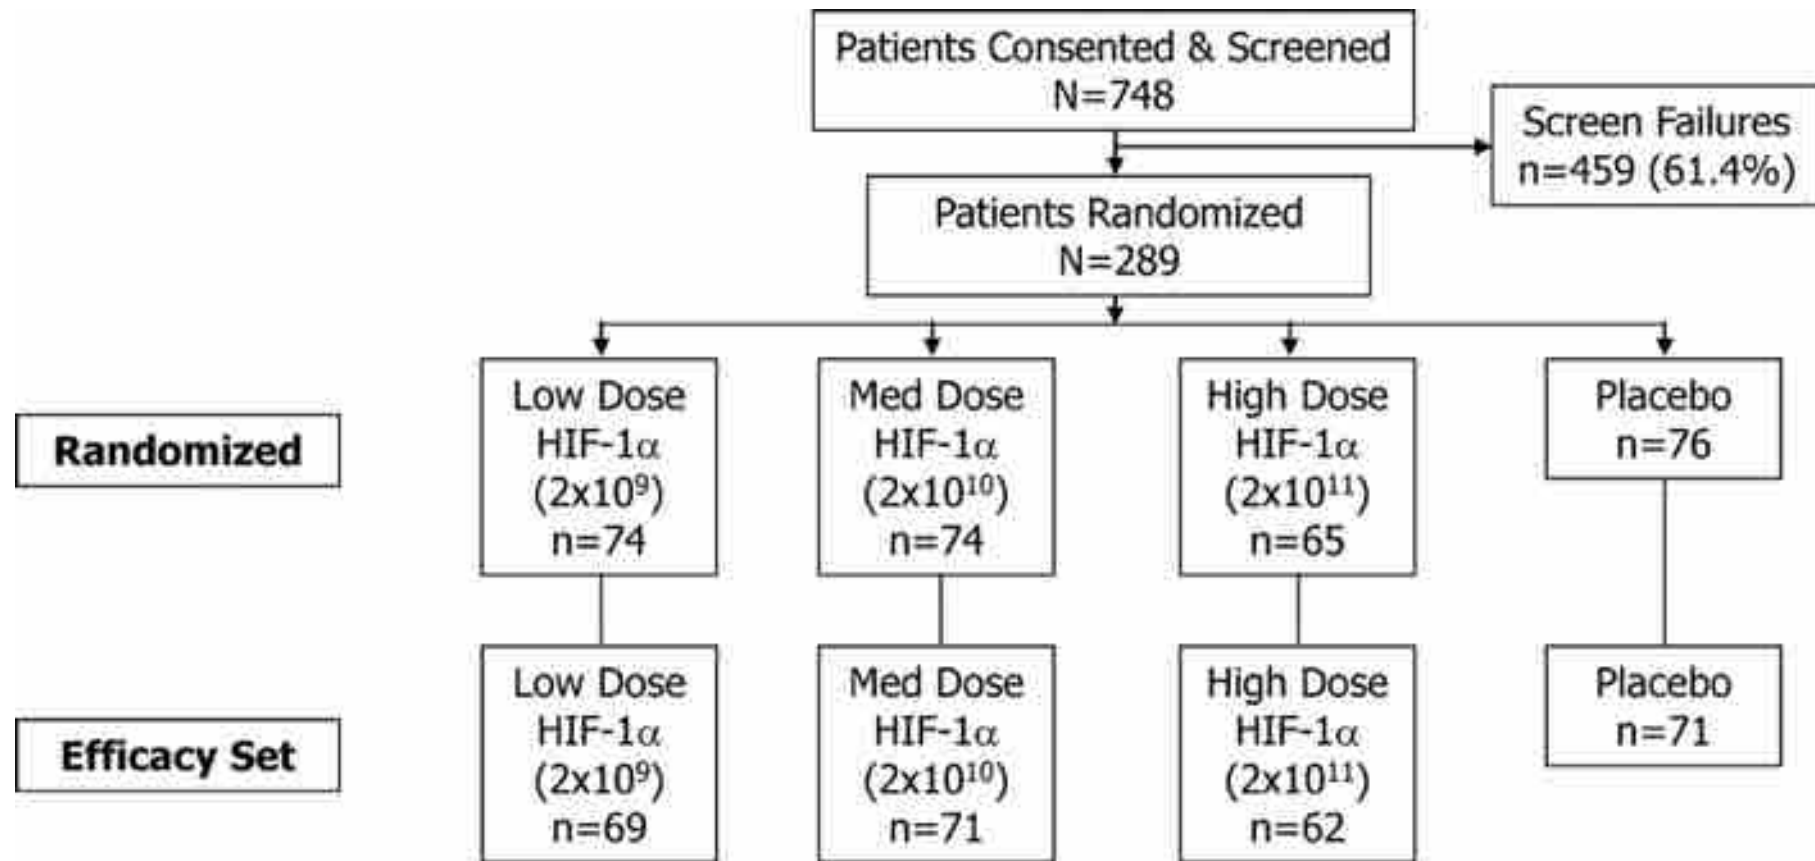 Patients Consented & Screened
N=748
Screen Failures
n=459 (61.4%)
Patients Randomized
N=289
Randomized
Low Dose
HIF-1α
(2x10⁹)
n=74
Med Dose
HIF-1α
(2x10¹⁰)
n=74
High Dose
HIF-1α
(2x10¹¹)
n=65
Placebo
n=76
Efficacy Set
Low Dose
HIF-1α
(2x10⁹)
n=69
Med Dose
HIF-1α
(2x10¹⁰)
n=71
High Dose
HIF-1α
(2x10¹¹)
n=62
Placebo
n=71